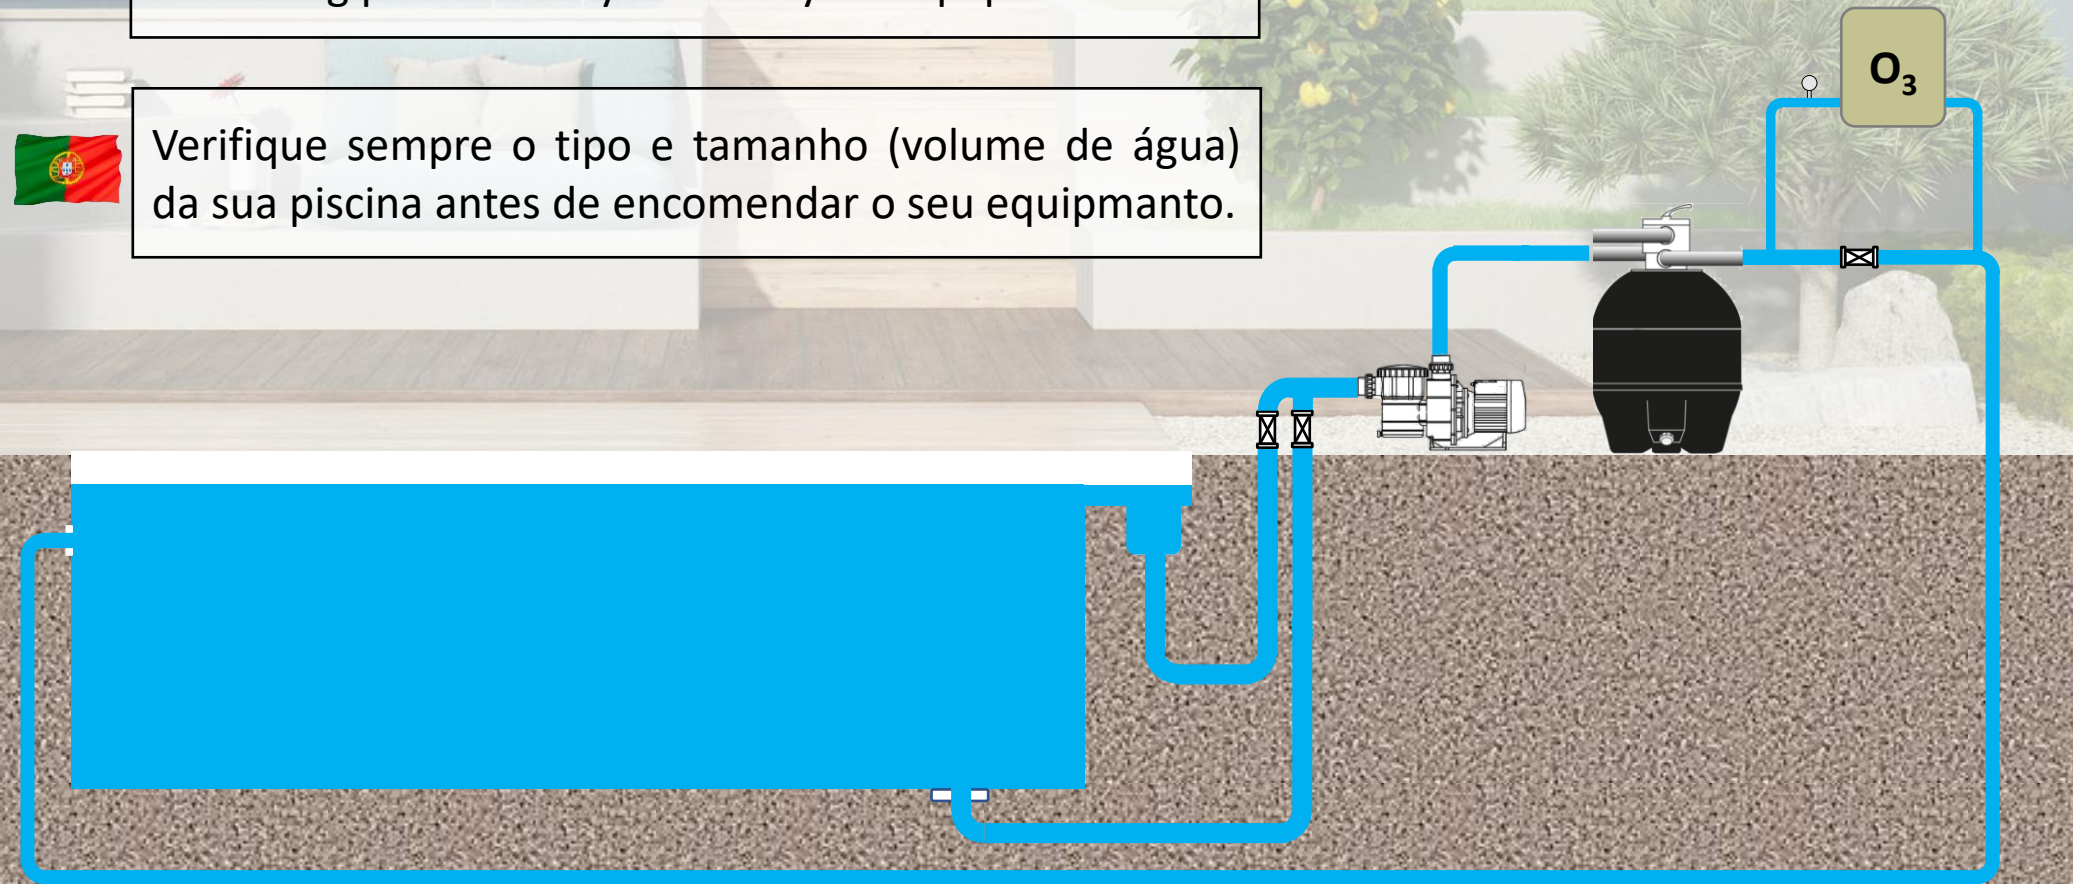 Verifique sempre o tipo e tamanho (volume de água)
da sua piscina antes de encomendar o seu equipmanto.
O₃